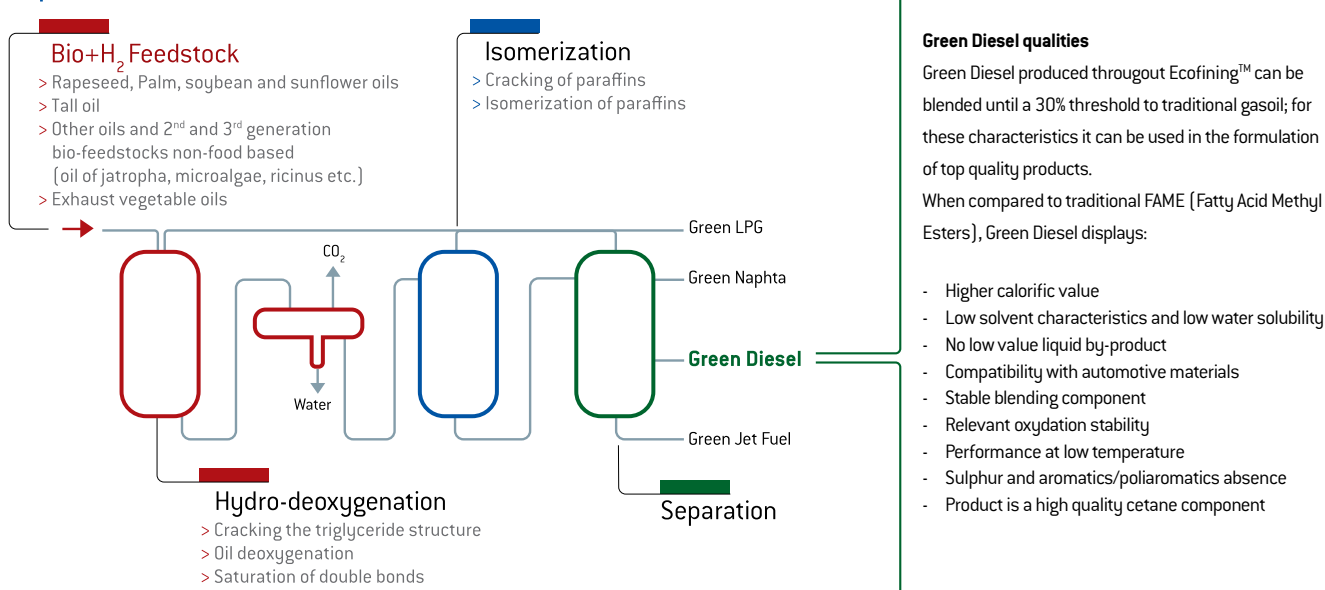 Bio+H2 Feedstock
> Rapeseed, Palm, soybean and sunflower oils
> Tall oil
> Other oils and 2nd and 3rd generation
bio-feedstocks non-food based
(oil of jatropha, microalgae, ricinus etc.)
> Exhaust vegetable oils
Isomerization
> Cracking of paraffins
> Isomerization of paraffins
Green LPG
CO2
Green Naphta
Green Diesel
Water
Green Jet Fuel
Hydro-deoxygenation
> Cracking the triglyceride structure
> Oil deoxygenation
> Saturation of double bonds
Separation
Green Diesel qualities
Green Diesel produced througout Ecofining™ can be
blended until a 30% threshold to traditional gasoil; for
these characteristics it can be used in the formulation
of top quality products.
When compared to traditional FAME (Fatty Acid Methyl
Esters), Green Diesel displays:
- Higher calorific value
- Low solvent characteristics and low water solubility
- No low value liquid by-product
- Compatibility with automotive materials
- Stable blending component
- Relevant oxydation stability
- Performance at low temperature
- Sulphur and aromatics/poliaromatics absence
- Product is a high quality cetane component